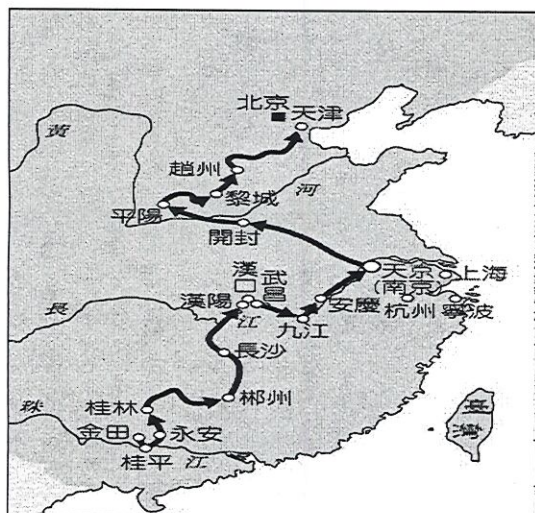 北京
天津
黃
趙州
黎城
河
平陽
開封
天京
(南京)
上海
漢
武昌
漢陽
長
江
安慶
杭州
寧波
九江
長沙
珠
桂林
郴州
金田
永安
桂平
江
臺灣